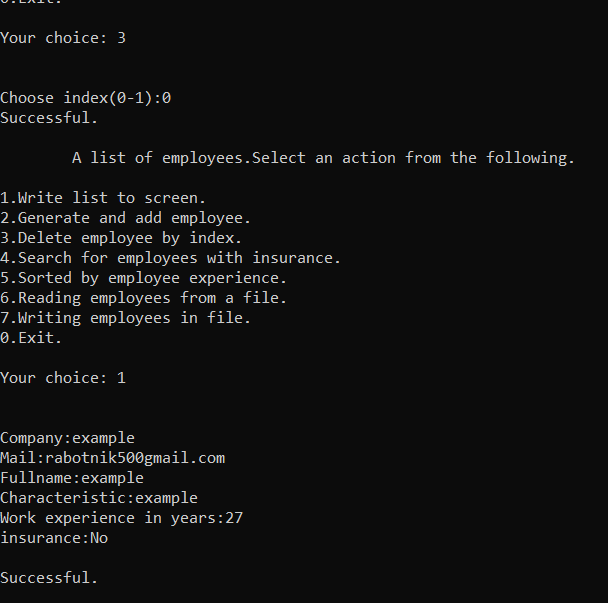 0.Exit.
Your choice: 3
Choose index(0-1):0
Successful.
A list of employees.Select an action from the following.
1.Write list to screen.
2.Generate and add employee.
3.Delete employee by index.
4.Search for employees with insurance.
5.Sorted by employee experience.
6.Reading employees from a file.
7.Writing employees in file.
0.Exit.
Your choice: 1
Company:example
Mail:rabotnik500gmail.com
Fullname:example
Characteristic:example
Work experience in years:27
insurance:No
Successful.